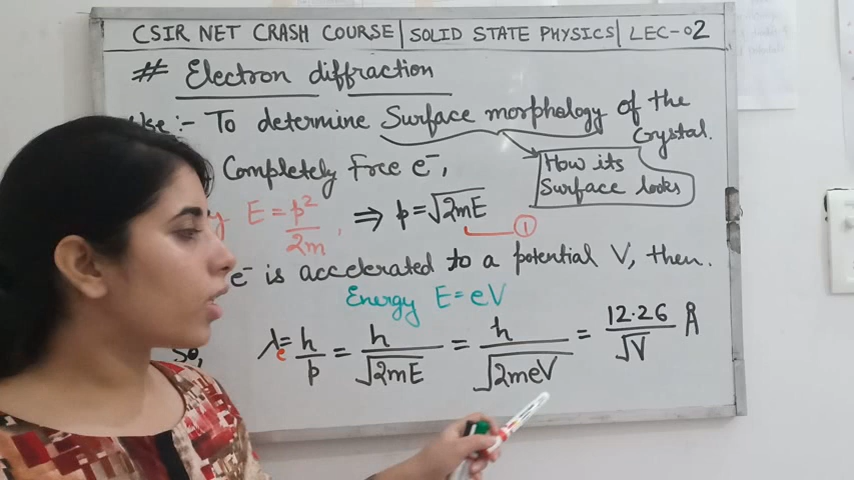 CSIR NET CRASH COURSE | SOLID STATE PHYSICS | LEC-02
# Electron diffraction
Use :- To determine Surface morphology of the Crystal.
How its Surface looks
Completely Free e⁻,
E = p²/2m, ⇒ p = √2mE ①
e⁻ is accelerated to a potential V, then.
Energy E = eV
So, λe = h/p = h/√2mE = h/√2meV = 12.26/√V Å